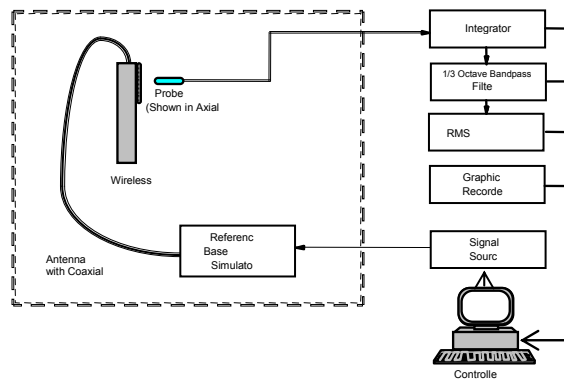 Integrator
1/3 Octave Bandpass
Filte
RMS
Graphic
Recorde
Probe
(Shown in Axial
Wireless
Referenc
Base
Simulato
Signal
Sourc
Antenna
with Coaxial
Controlle